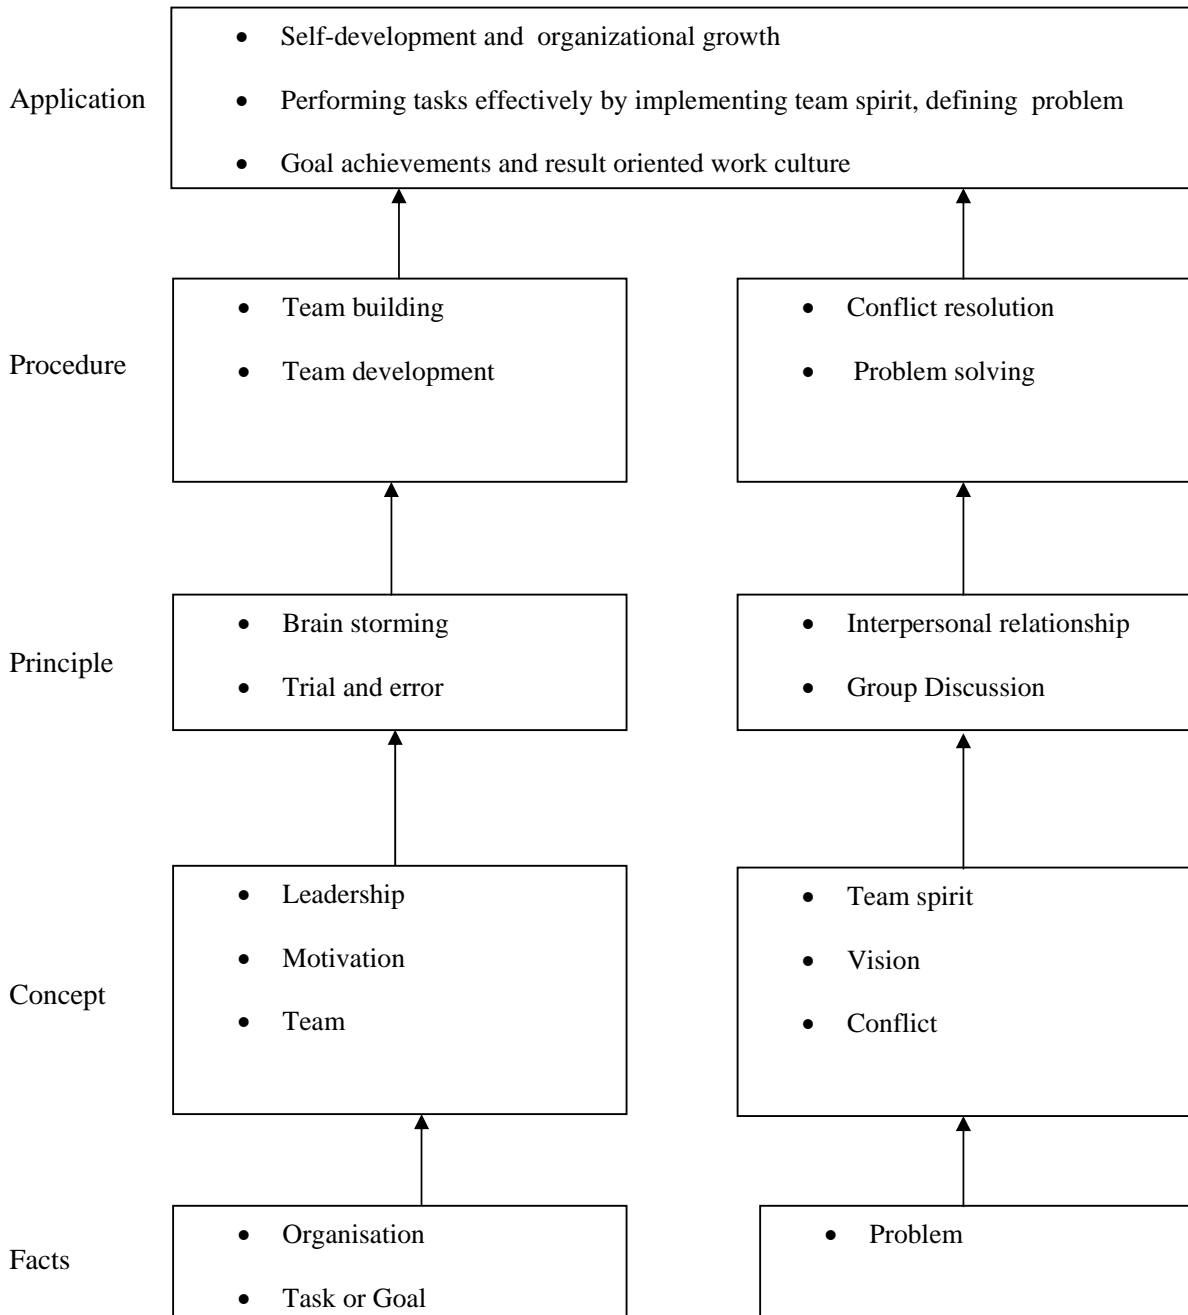 • Self-development and organizational growth
Application
• Performing tasks effectively by implementing team spirit, defining problem
• Goal achievements and result oriented work culture
Procedure
• Team building
• Team development
• Conflict resolution
• Problem solving
Principle
• Brain storming
• Trial and error
• Interpersonal relationship
• Group Discussion
Concept
• Leadership
• Motivation
• Team
• Team spirit
• Vision
• Conflict
Facts
• Organisation
• Task or Goal
• Problem